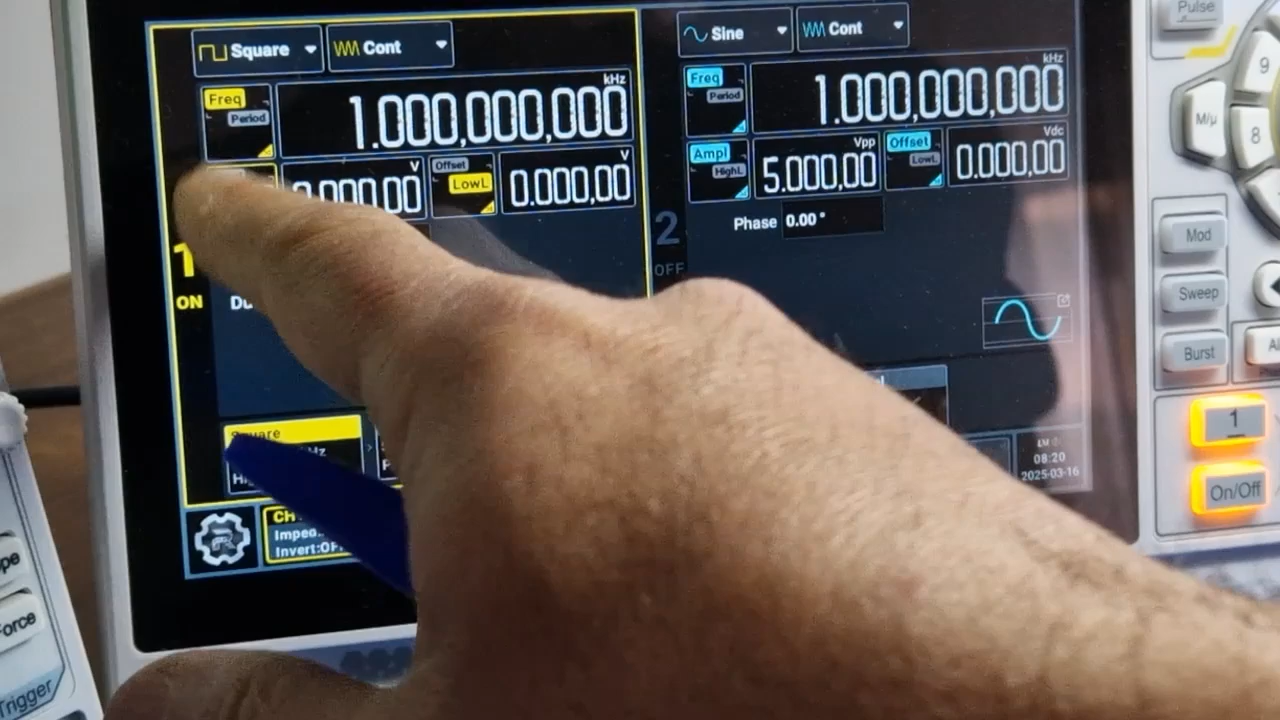 Square
Cont
Freq
Period
kHz
1.000,000,000
V
Offset
LowL
V
0.000,00
1
ON
Square
CH
Invert:OF
Sine
Cont
Freq
Period
kHz
1.000,000,000
Ampl
HighL
Vpp
5.000,00
Offset
LowL
Vdc
0.000,00
2
OFF
Phase 0.00 °
08:20
2025-03-16
Pulse
9
M/µ
8
Mod
Sweep
Burst
1
On/Off
Force
Trigger